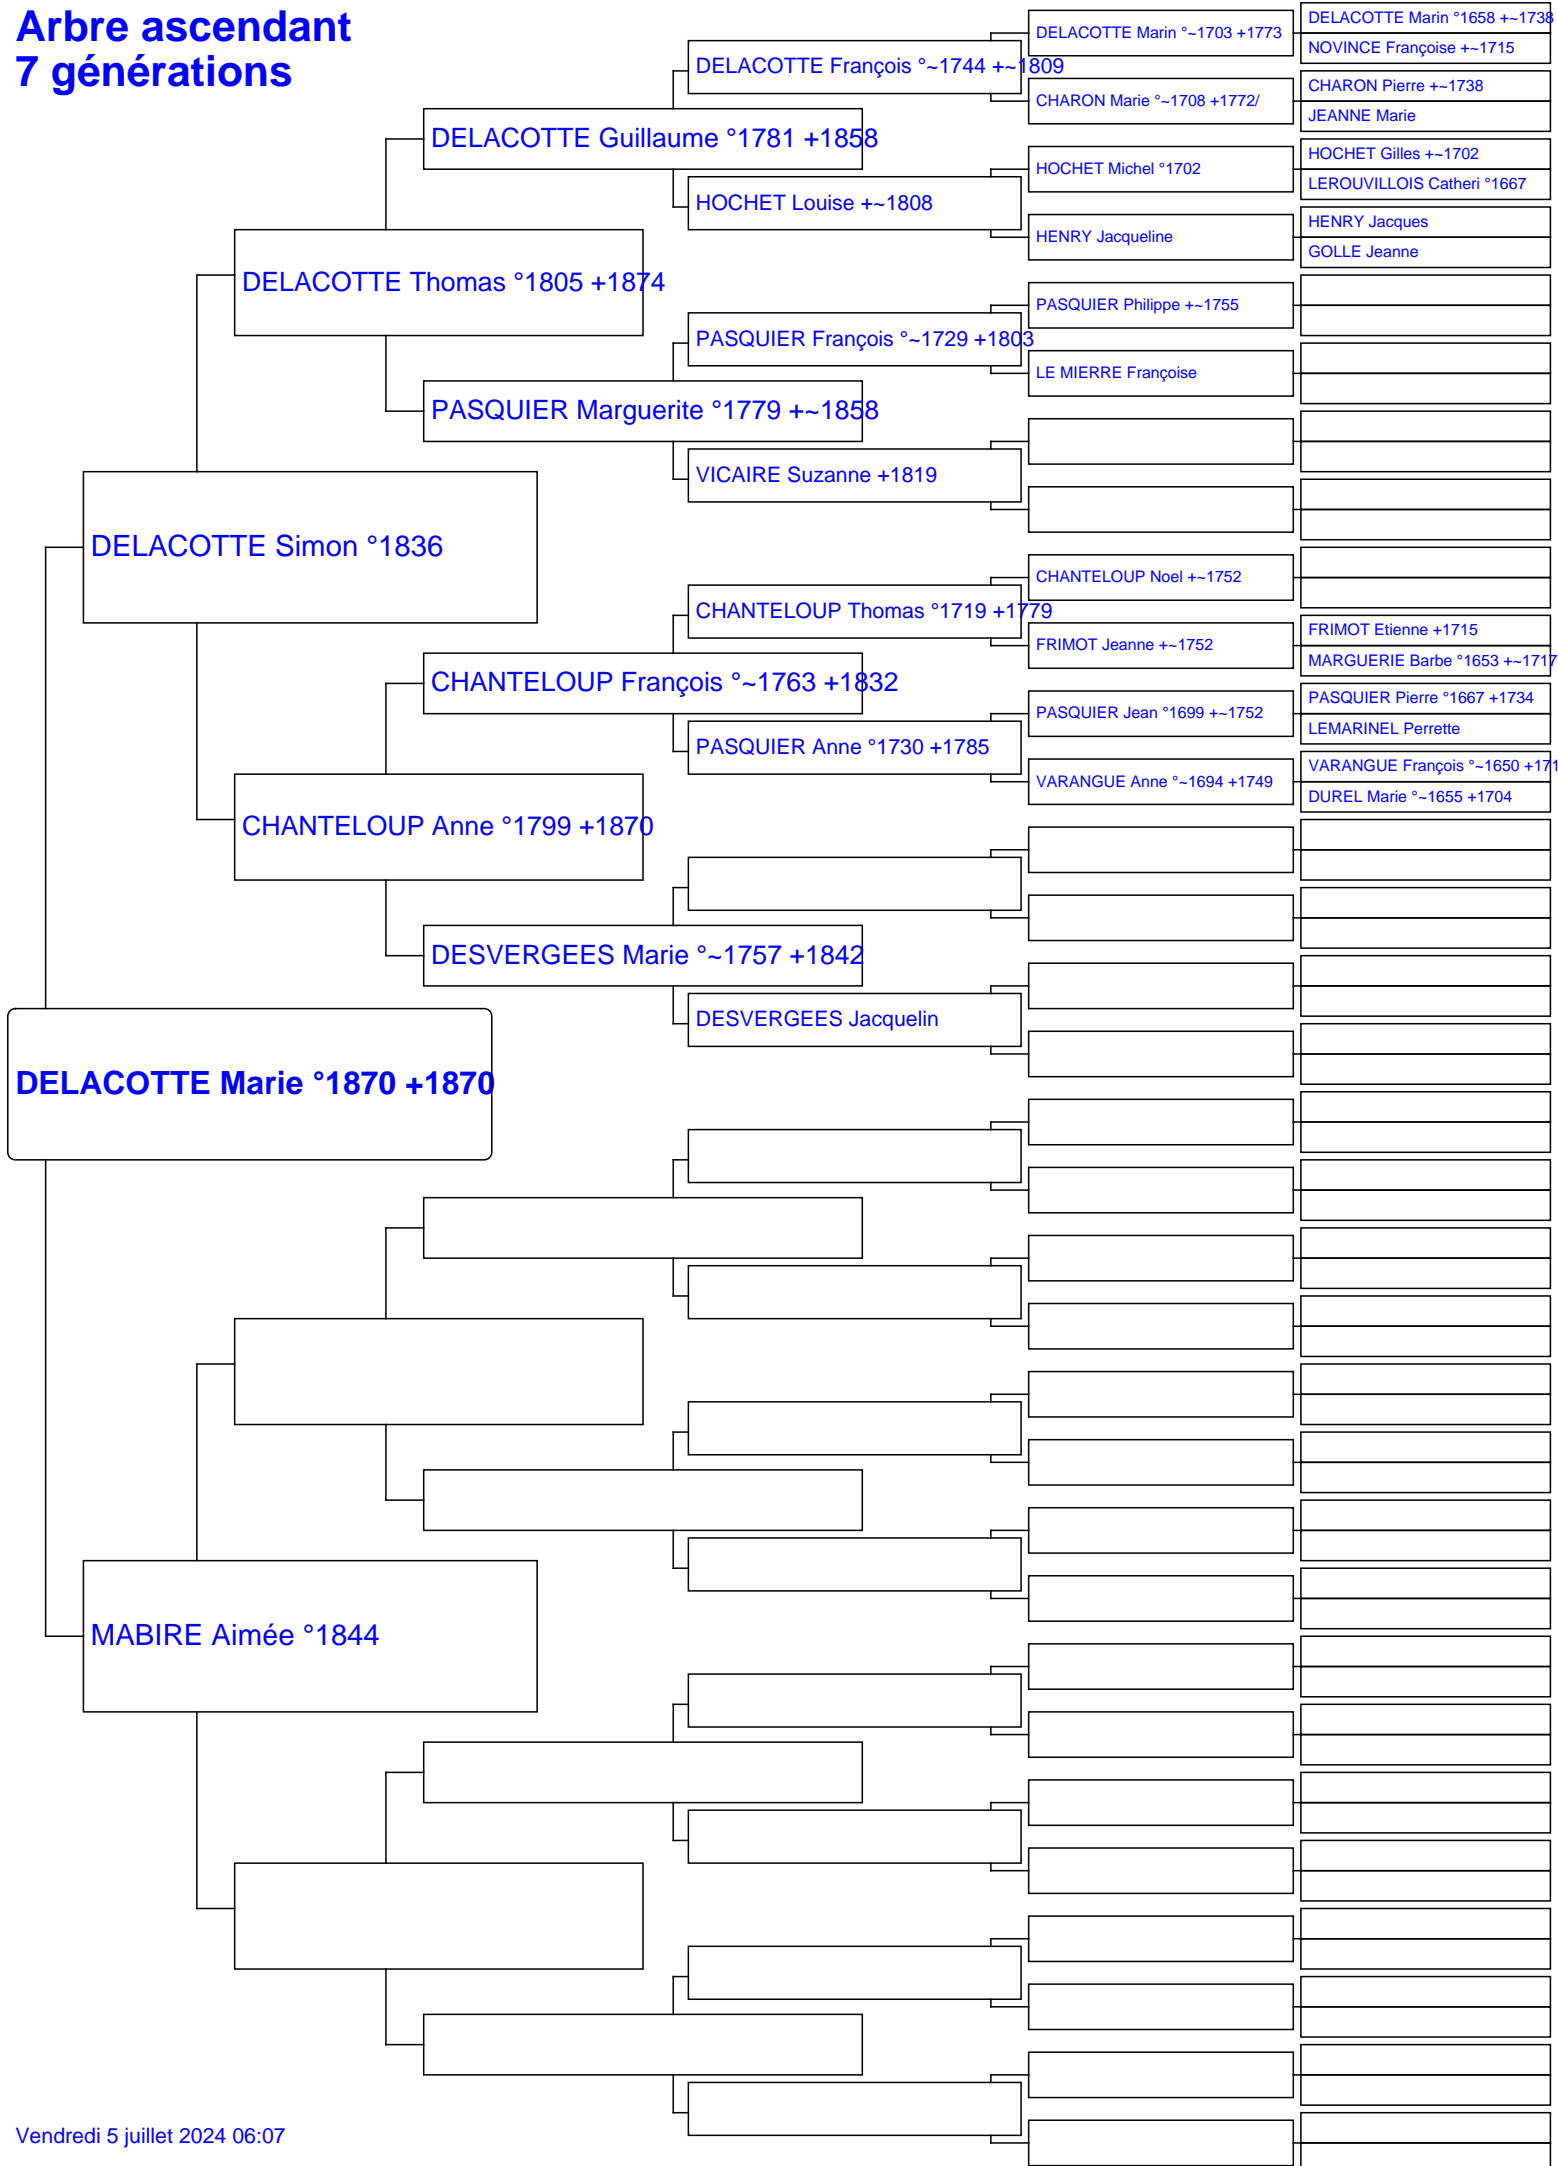 Arbre ascendant
7 générations
DELACOTTE Marin °1658 +~1738
DELACOTTE Marin °~1703 +1773
NOVINCE Françoise +~1715
DELACOTTE François °~1744 +~1809
CHARON Pierre +~1738
CHARON Marie °~1708 +1772/
JEANNE Marie
DELACOTTE Guillaume °1781 +1858
HOCHET Gilles +~1702
HOCHET Michel °1702
LEROUVILLOIS Catheri °1667
HOCHET Louise +~1808
HENRY Jacques
HENRY Jacqueline
GOLLE Jeanne
DELACOTTE Thomas °1805 +1874
PASQUIER Philippe +~1755
PASQUIER François °~1729 +1803
LE MIERRE Françoise
PASQUIER Marguerite °1779 +~1858
VICAIRE Suzanne +1819
DELACOTTE Simon °1836
CHANTELOUP Noel +~1752
CHANTELOUP Thomas °1719 +1779
FRIMOT Etienne +1715
FRIMOT Jeanne +~1752
MARGUERIE Barbe °1653 +~1717
CHANTELOUP François °~1763 +1832
PASQUIER Pierre °1667 +1734
PASQUIER Jean °1699 +~1752
LEMARINEL Perrette
PASQUIER Anne °1730 +1785
VARANGUE François °~1650 +171
VARANGUE Anne °~1694 +1749
DUREL Marie °~1655 +1704
CHANTELOUP Anne °1799 +1870
DESVERGEES Marie °~1757 +1842
DESVERGEES Jacquelin
DELACOTTE Marie °1870 +1870
MABIRE Aimée °1844
Vendredi 5 juillet 2024 06:07